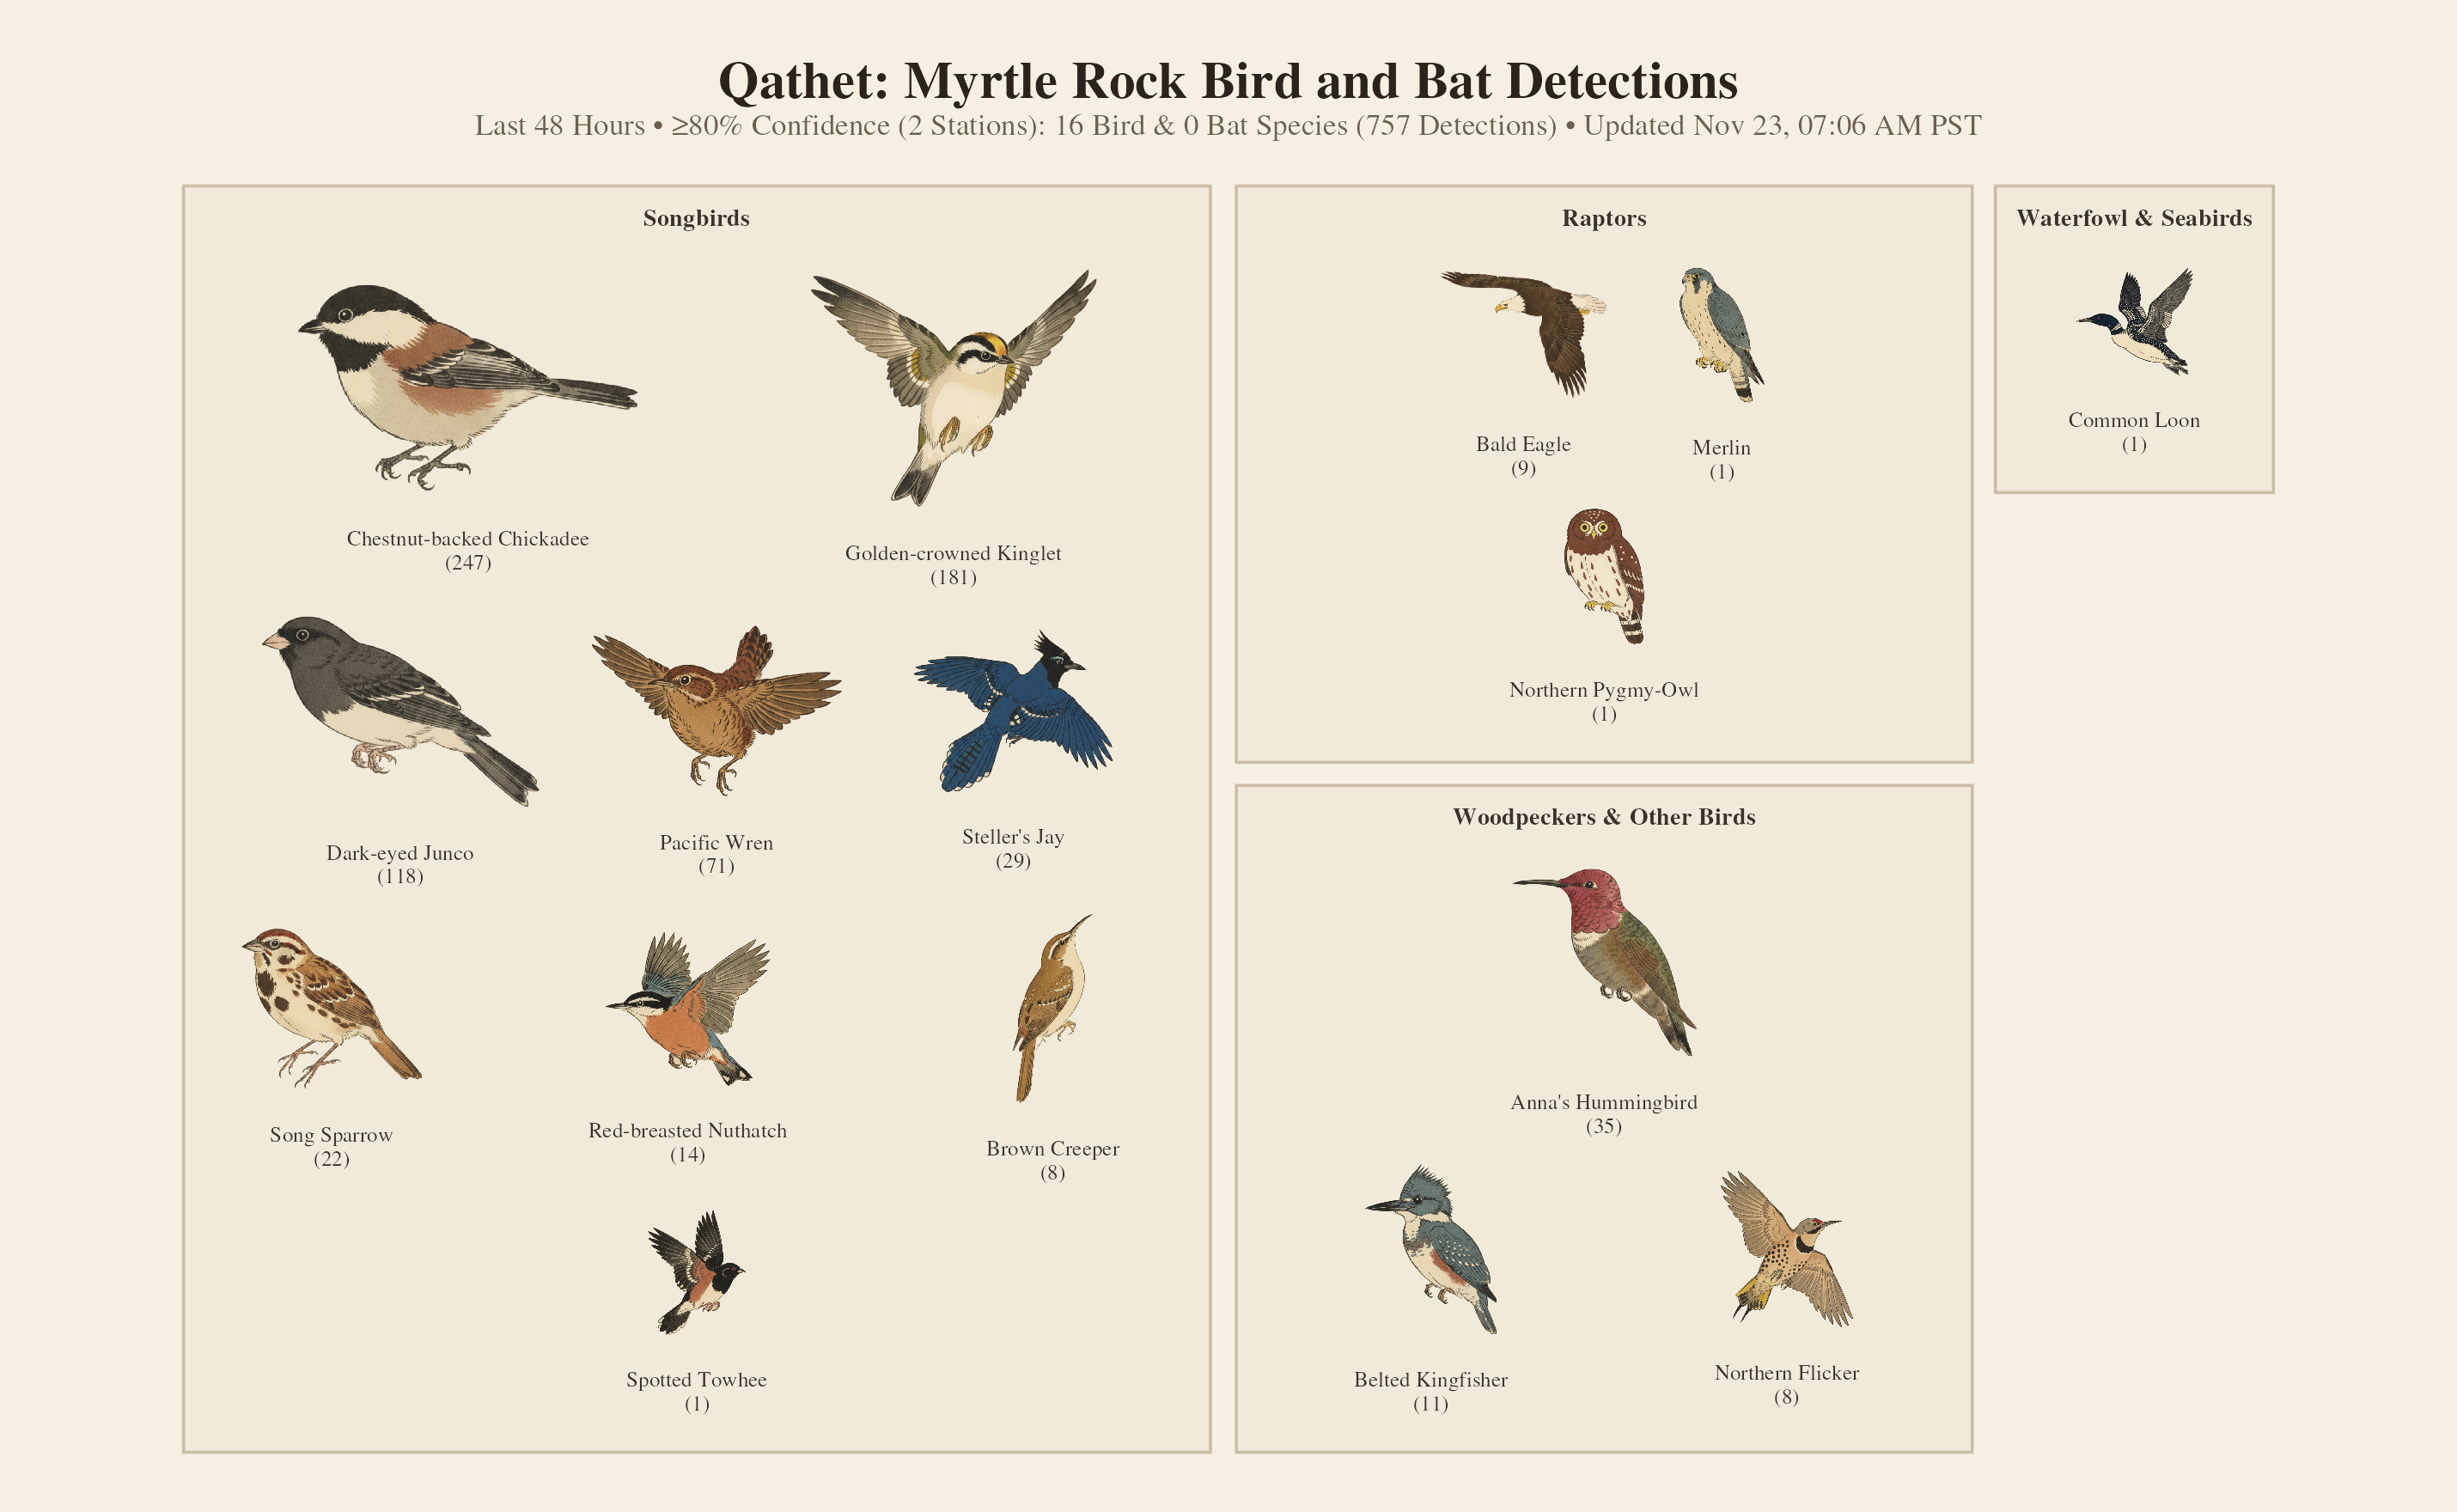 Qathet: Myrtle Rock Bird and Bat Detections
Last 48 Hours • ≥80% Confidence (2 Stations): 16 Bird & 0 Bat Species (757 Detections) • Updated Nov 23, 07:06 AM PST
Songbirds
Chestnut-backed Chickadee
(247)
Golden-crowned Kinglet
(181)
Dark-eyed Junco
(118)
Pacific Wren
(71)
Steller's Jay
(29)
Song Sparrow
(22)
Red-breasted Nuthatch
(14)
Brown Creeper
(8)
Spotted Towhee
(1)
Raptors
Bald Eagle
(9)
Merlin
(1)
Northern Pygmy-Owl
(1)
Woodpeckers & Other Birds
Anna's Hummingbird
(35)
Belted Kingfisher
(11)
Northern Flicker
(8)
Waterfowl & Seabirds
Common Loon
(1)